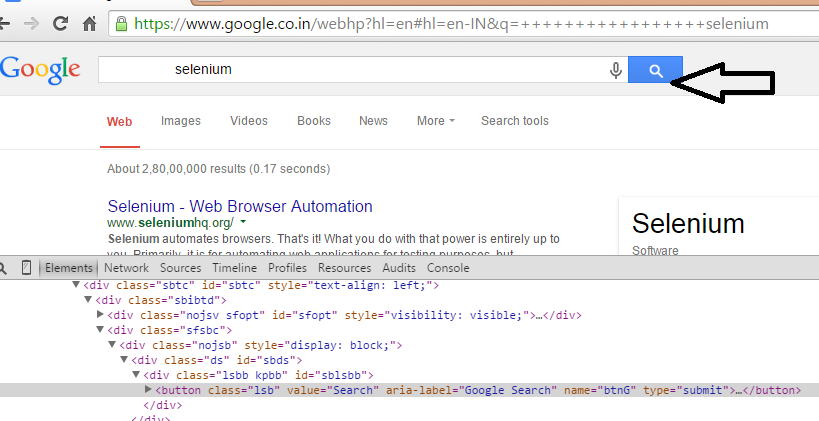 https://www.google.co.in/webhp?hl=en#hl=en-IN&q=+++++++++++++++++selenium
Google
selenium
Web Images Videos Books News More Search tools
About 2,80,00,000 results (0.17 seconds)
Selenium - Web Browser Automation
www.seleniumhq.org/
Selenium automates browsers. That's it! What you do with that power is entirely up to
you. Primarily, it is for automating web applications for testing purposes, but
Selenium
Software
Elements Network Sources Timeline Profiles Resources Audits Console
<div class="sbtc" id="sbtc" style="text-align: left;">
<div class="sbibtd">
<div class="nojsv sfopt" id="sfopt" style="visibility: visible;">…</div>
<div class="sfsbc">
<div class="nojsb" style="display: block;">
<div class="ds" id="sbds">
<div class="lsbb kpbb" id="sblsbb">
<button class="lsb" value="Search" aria-label="Google Search" name="btnG" type="submit">…</button>
</div>
</div>